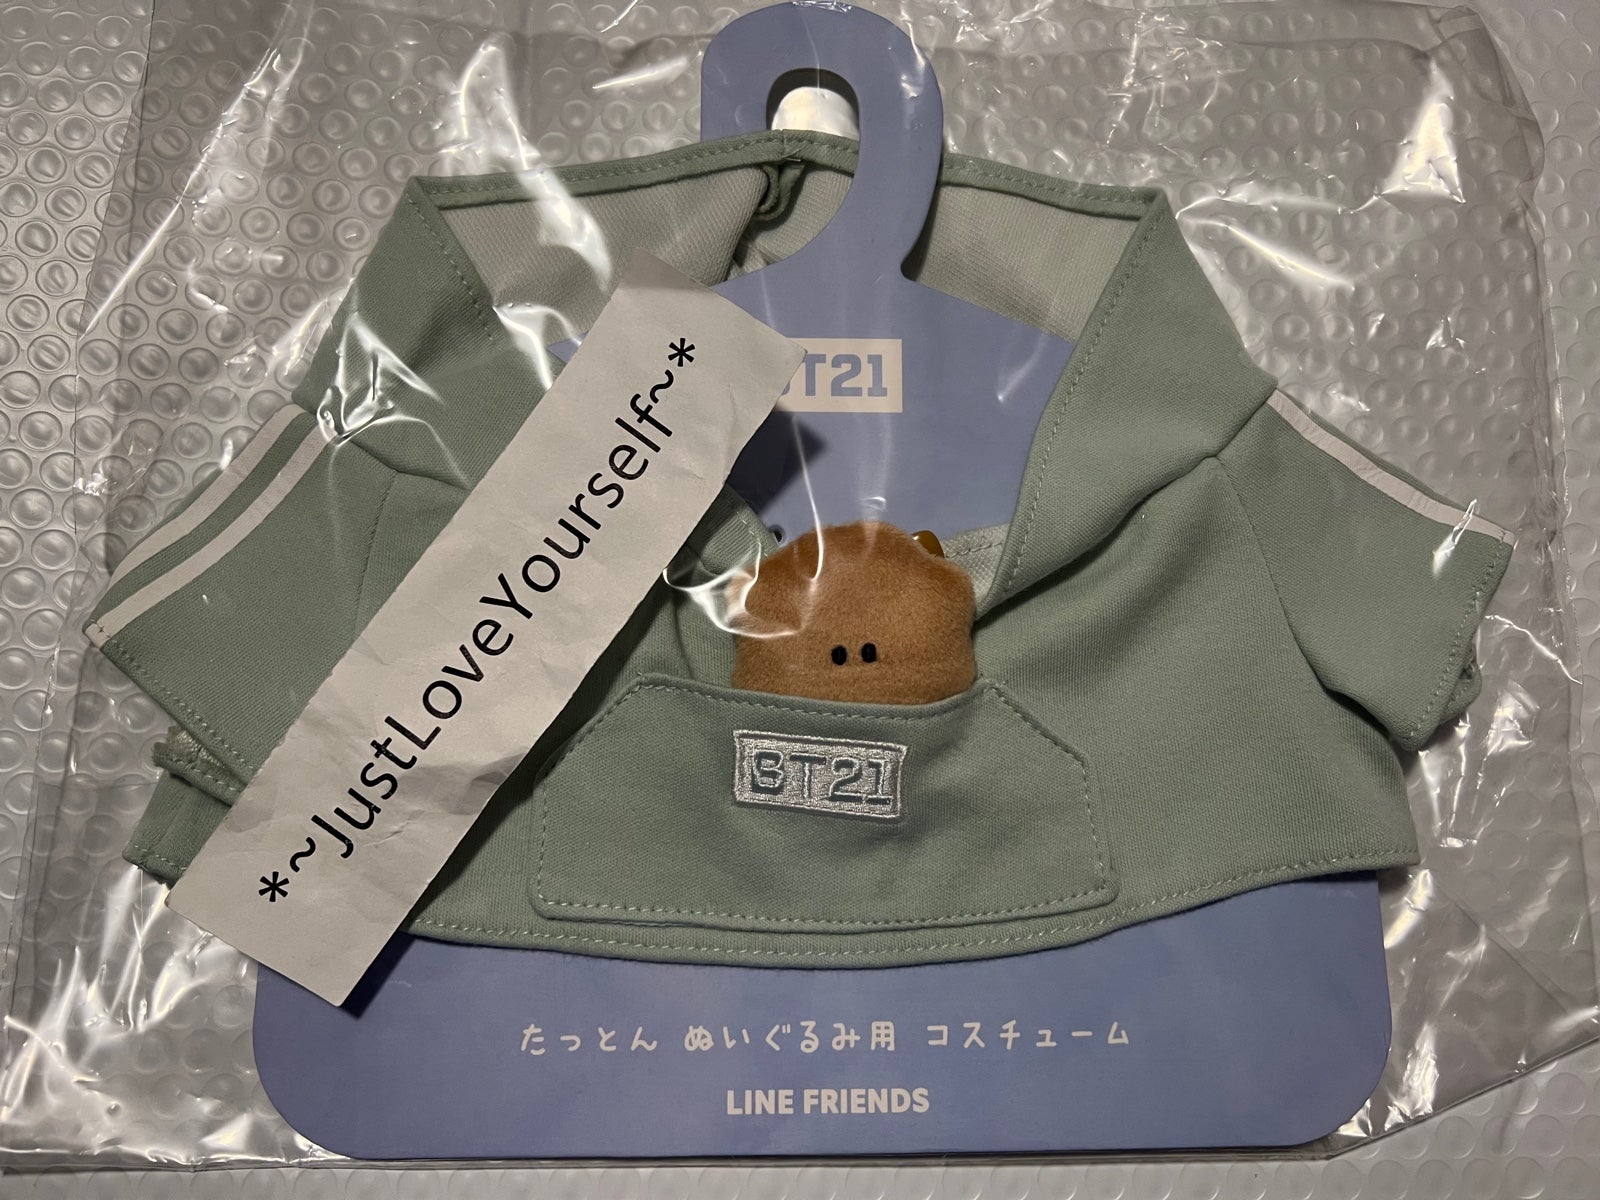 BT21
*~JustLoveYourself~*
BT21
たっとん ぬいぐるみ用 コスチューム
LINE FRIENDS